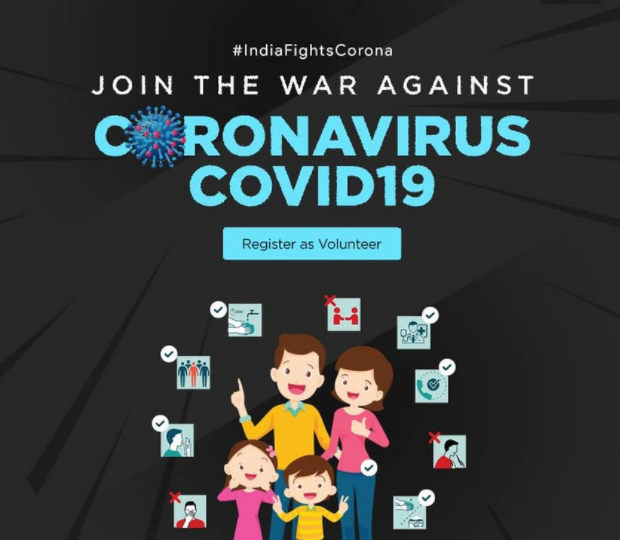 #IndiaFightsCorona
JOIN THE WAR AGAINST
CORONAVIRUS
COVID19
Register as Volunteer